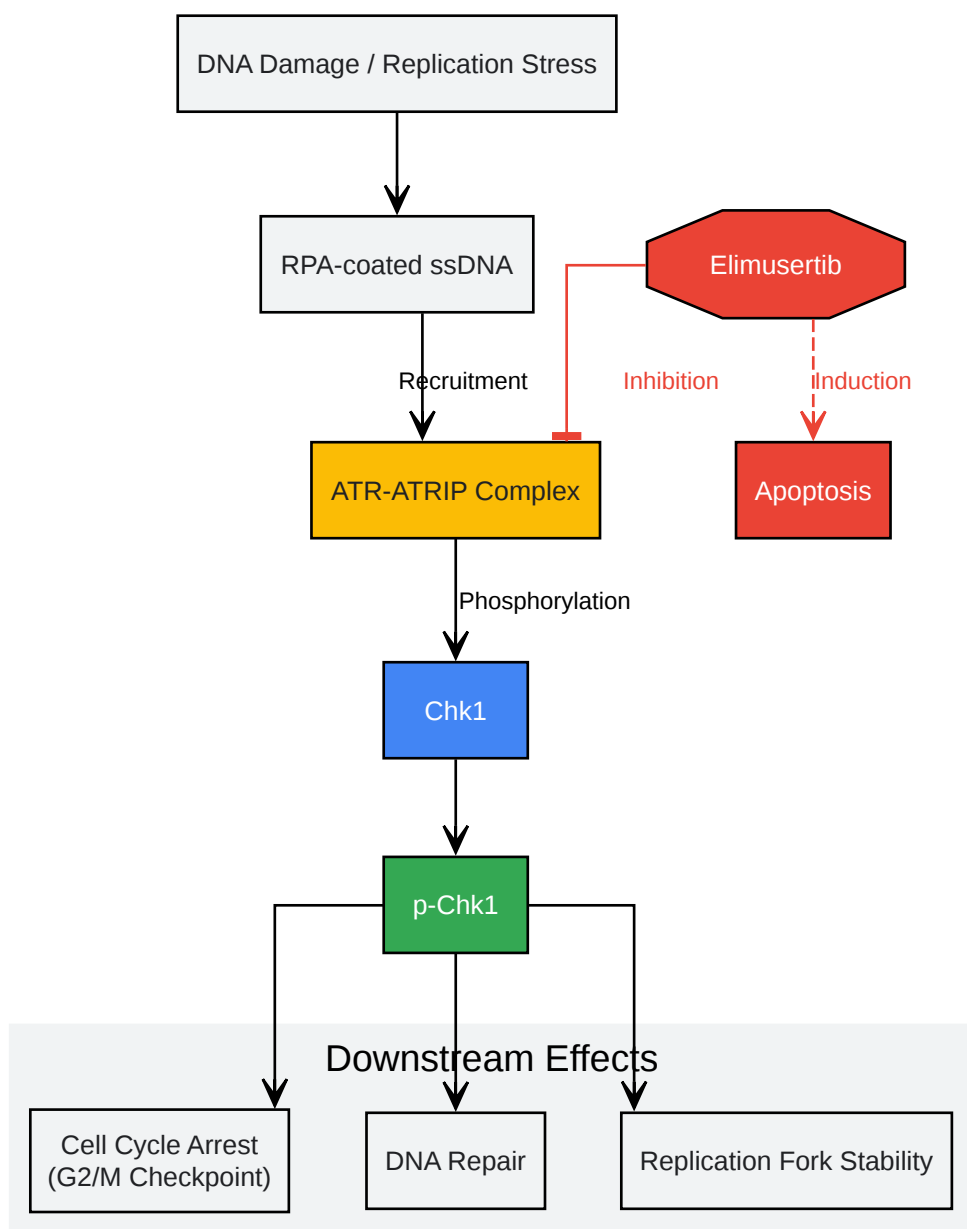 DNA Damage / Replication Stress
RPA-coated ssDNA
Elimusertib
Recruitment
Inhibition
Induction
ATR-ATRIP Complex
Apoptosis
Phosphorylation
Chk1
p-Chk1
Downstream Effects
Cell Cycle Arrest
(G2/M Checkpoint)
DNA Repair
Replication Fork Stability